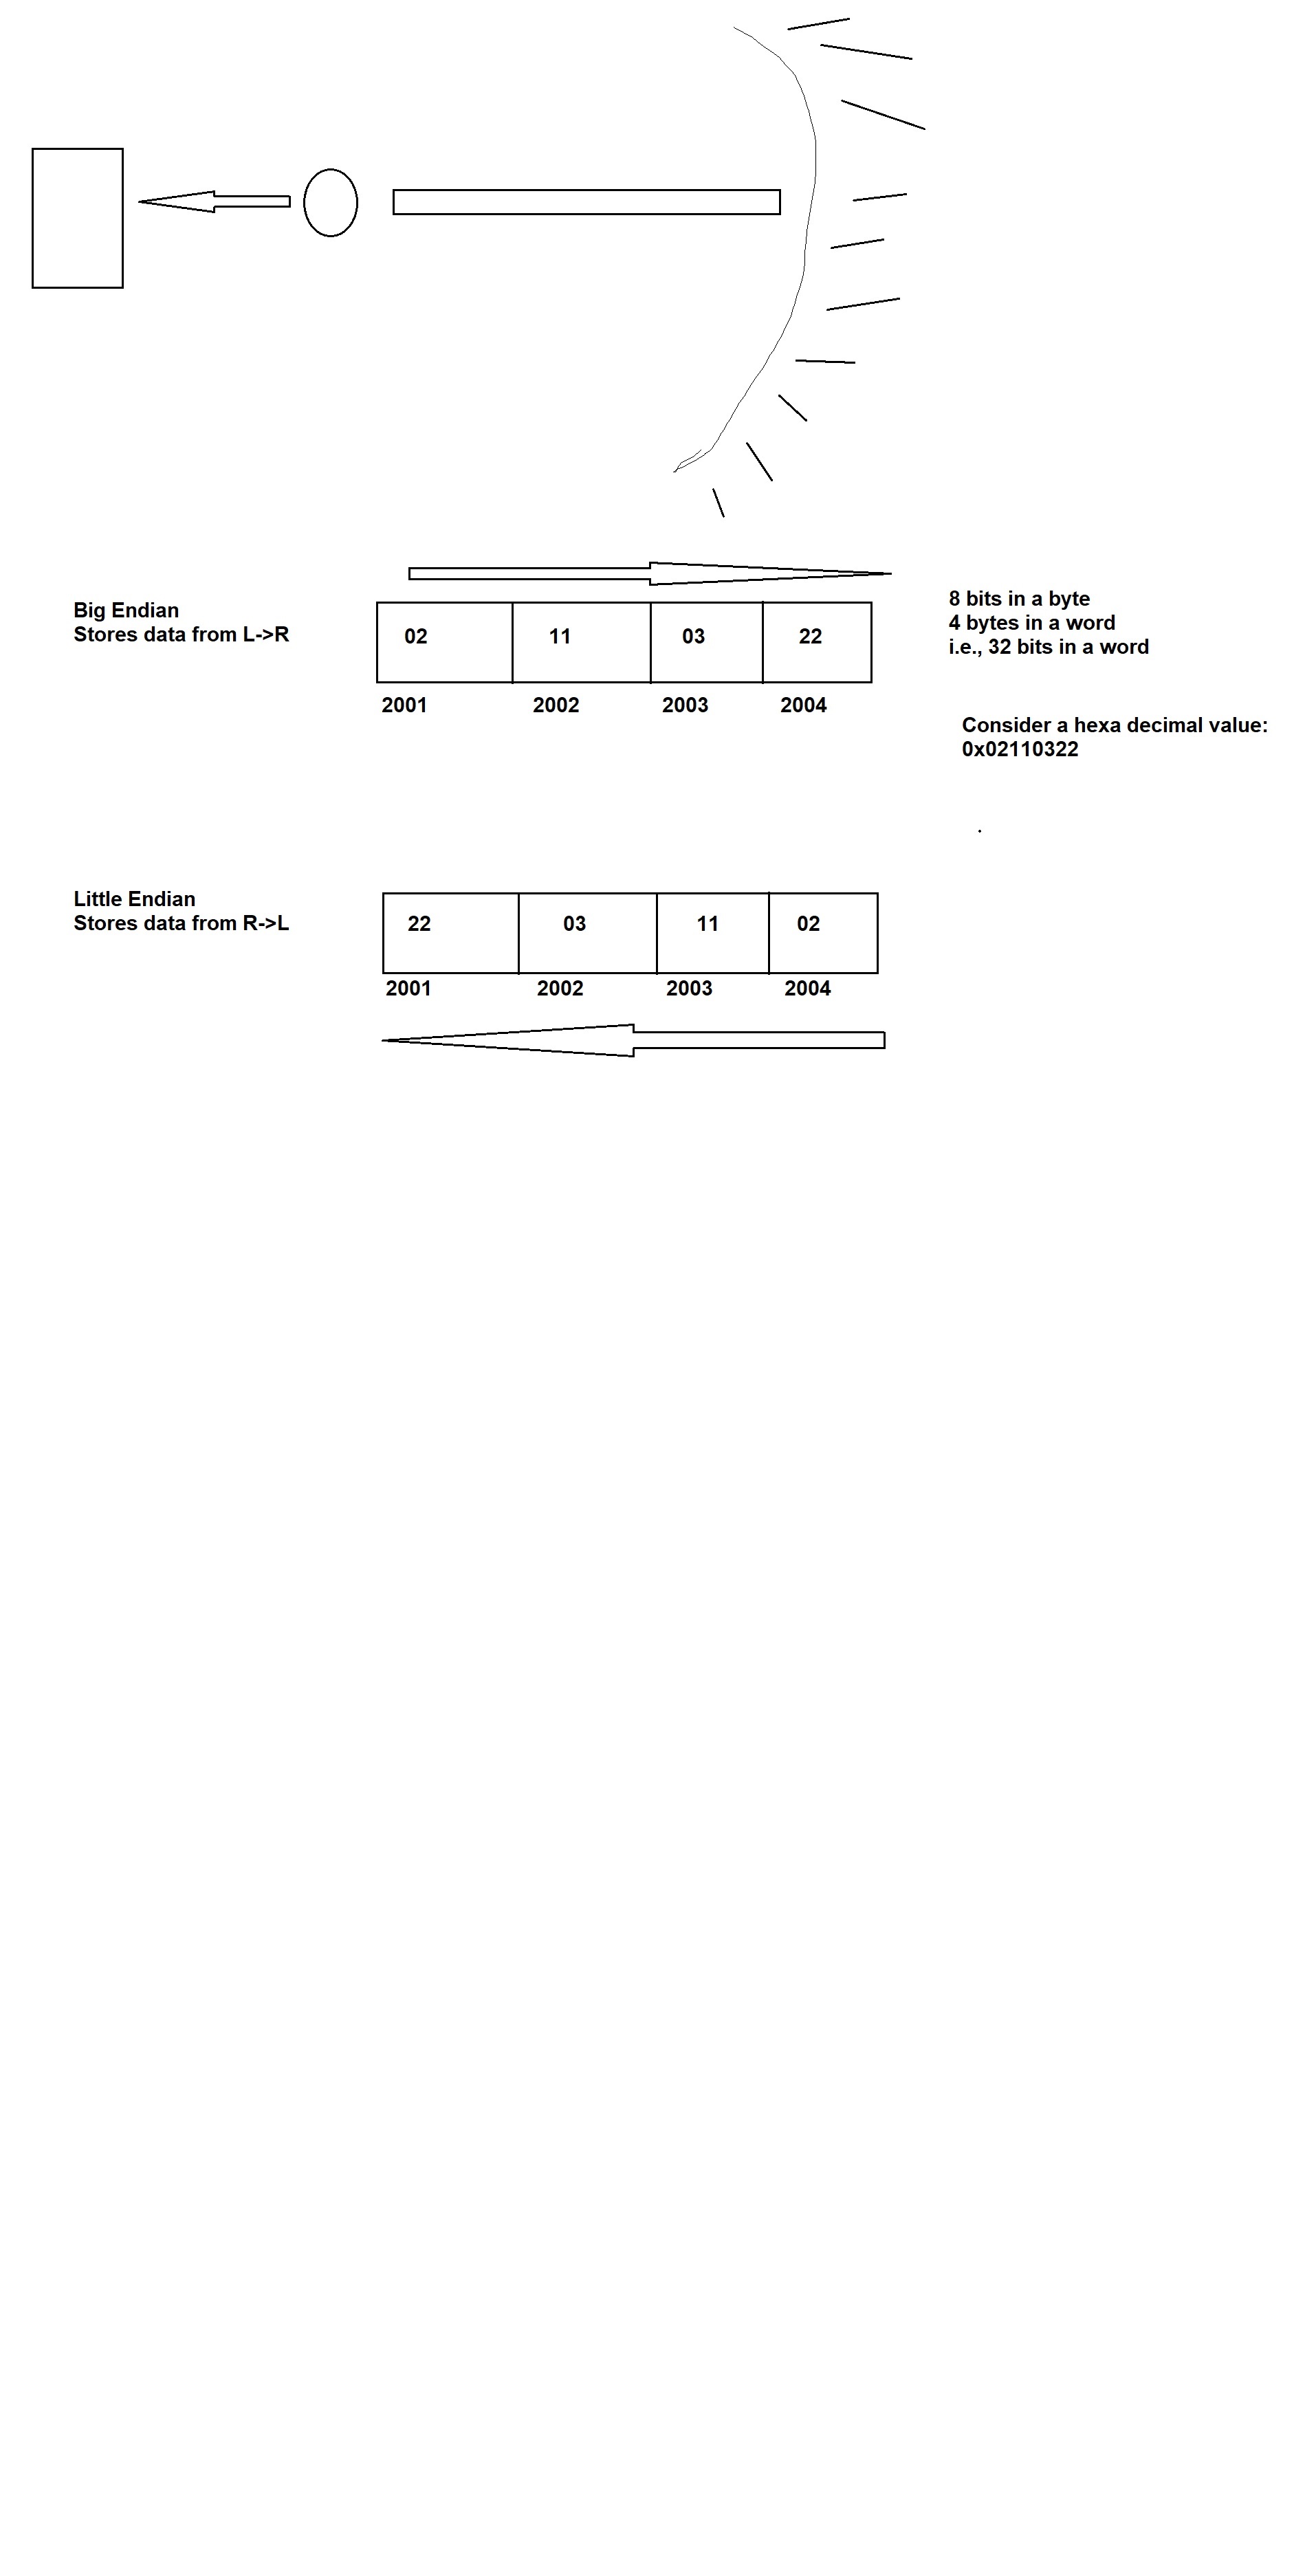 Big Endian
Stores data from L->R
02 11 03 22
2001 2002 2003 2004
8 bits in a byte
4 bytes in a word
i.e., 32 bits in a word
Consider a hexa decimal value:
0x02110322
Little Endian
Stores data from R->L
22 03 11 02
2001 2002 2003 2004